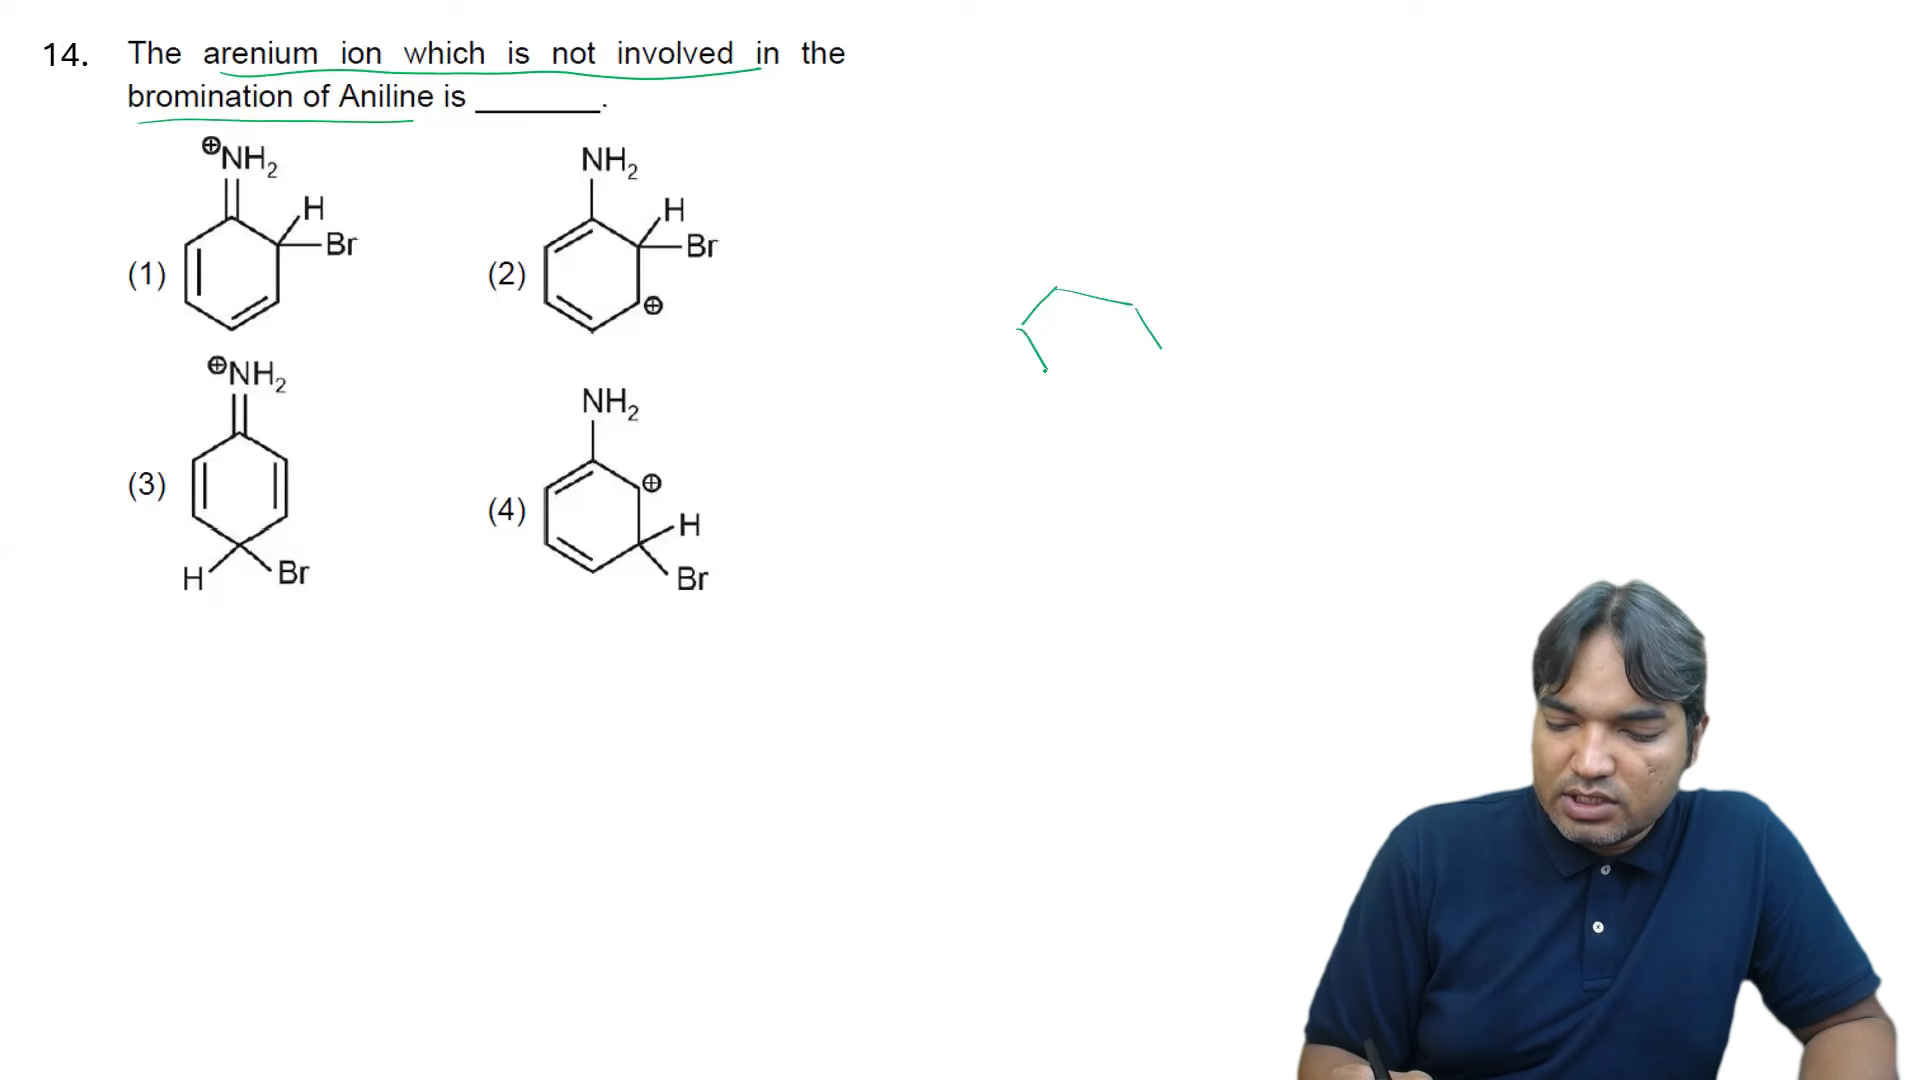 14. The arenium ion which is not involved in the
bromination of Aniline is ________.
⊕NH2
H
Br
(1)
NH2
H
Br
(2)
⊕
⊕NH2
(3)
H
Br
NH2
⊕
(4)
H
Br